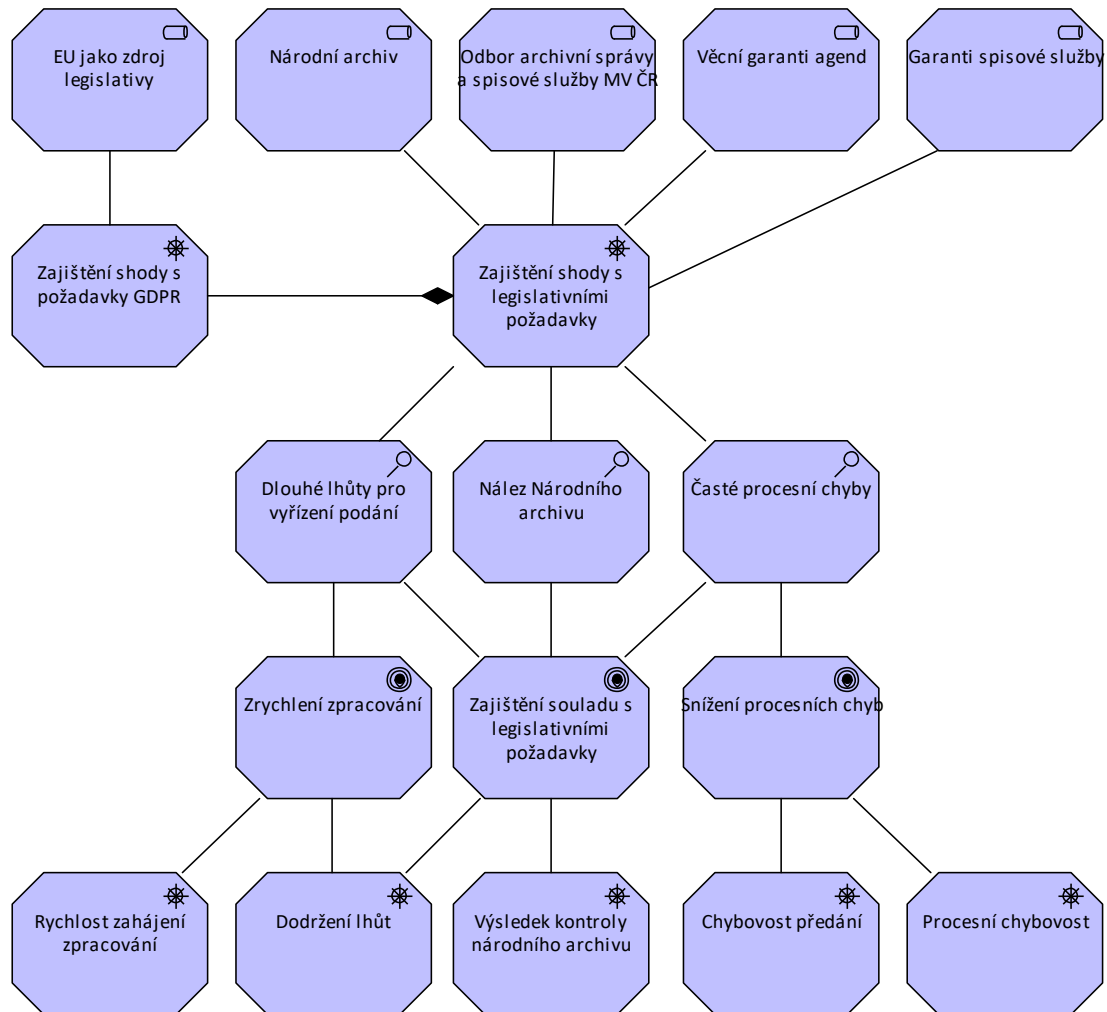 EU jako zdroj
legislativy
Národní archiv
Odbor archivní správy
a spisové služby MV ČR
Věcní garanti agend
Garanti spisové služby
Zajištění shody s
požadavky GDPR
Zajištění shody s
legislativními
požadavky
Dlouhé lhůty pro
vyřízení podání
Nález Národního
archivu
Časté procesní chyby
Zrychlení zpracování
Zajištění souladu s
legislativními
požadavky
Snížení procesních chyb
Rychlost zahájení
zpracování
Dodržení lhůt
Výsledek kontroly
národního archivu
Chybovost předání
Procesní chybovost